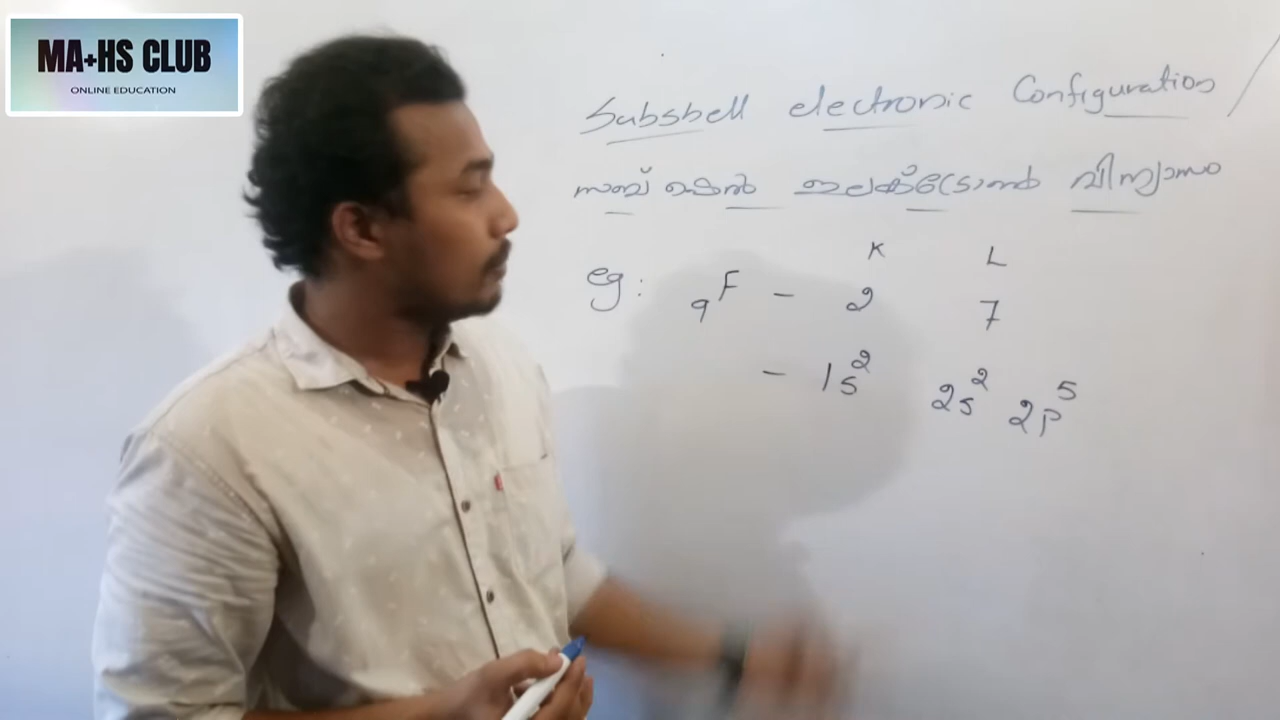 MA+HS CLUB
ONLINE EDUCATION
Subshell electronic Configuration
സബ് ഷെൽ ഇലക്ട്രോൺ വിന്യാസം
K L
eg: ₉F - 2 7
- 1s² 2s² 2p⁵